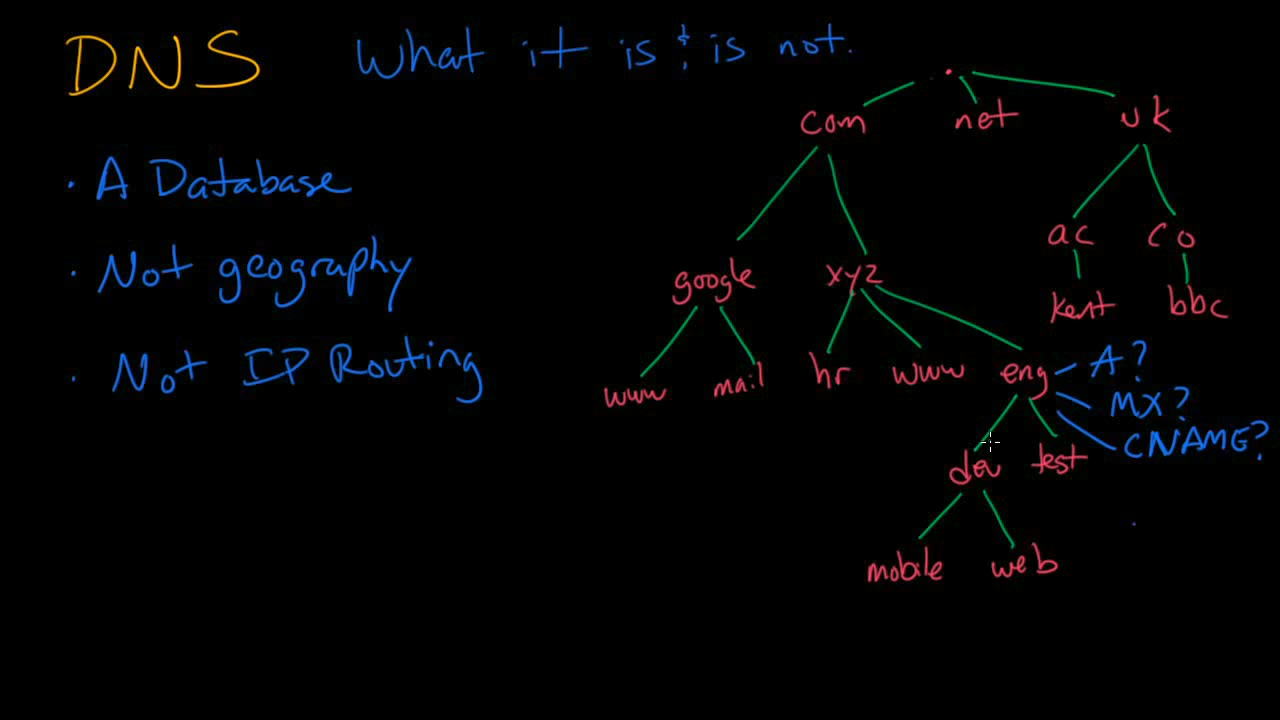 DNS What it is & is not.
· A Database
· Not geography
· Not IP Routing
.
com net uk
ac co
google xyz
kent bbc
www mail hr www eng
A?
MX?
CNAME?
dev test
mobile web